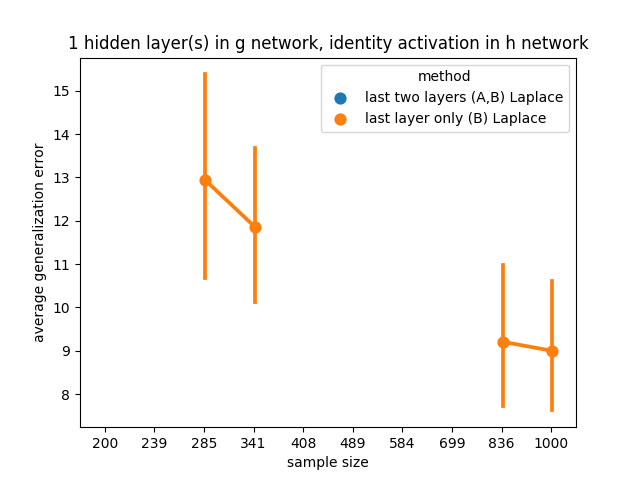 1 hidden layer(s) in g network, identity activation in h network
method
last two layers (A,B) Laplace
last layer only (B) Laplace
average generalization error
15
14
13
12
11
10
9
8
200 239 285 341 408 489 584 699 836 1000
sample size